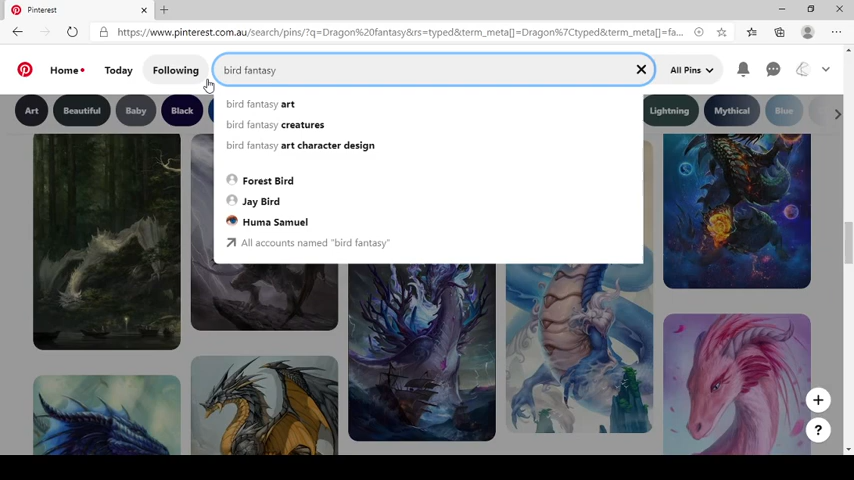 Pinterest
https://www.pinterest.com.au/search/pins/?q=Dragon%20fantasy&rs=typed&term_meta[]=Dragon%7Ctyped&term_meta[]=fa...
Home
Today
Following
bird fantasy
All Pins
Art
Beautiful
Baby
Black
Lightning
Mythical
Blue
bird fantasy art
bird fantasy creatures
bird fantasy art character design
Forest Bird
Jay Bird
Huma Samuel
All accounts named "bird fantasy"
+
?